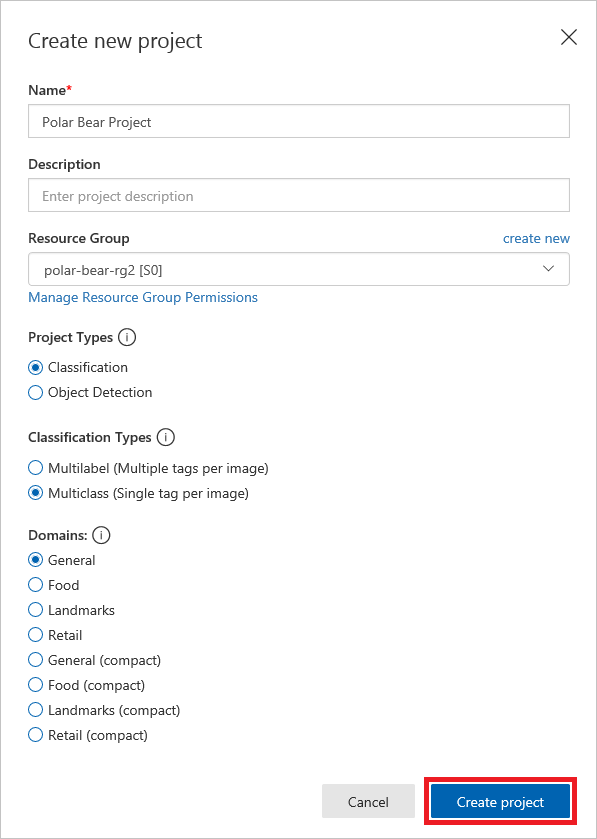 Create new project
Name*
Polar Bear Project
Description
Enter project description
Resource Group create new
polar-bear-rg2 [S0]
Manage Resource Group Permissions
Project Types i
Classification
Object Detection
Classification Types i
Multilabel (Multiple tags per image)
Multiclass (Single tag per image)
Domains: i
General
Food
Landmarks
Retail
General (compact)
Food (compact)
Landmarks (compact)
Retail (compact)
Cancel Create project